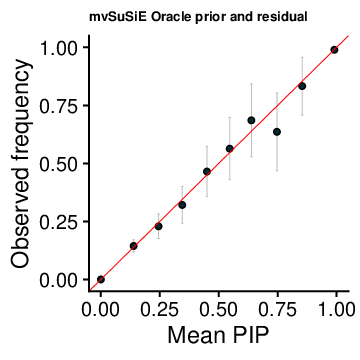 mvSuSiE Oracle prior and residual
Observed frequency
1.00
0.75
0.50
0.25
0.00
0.00 0.25 0.50 0.75 1.00
Mean PIP